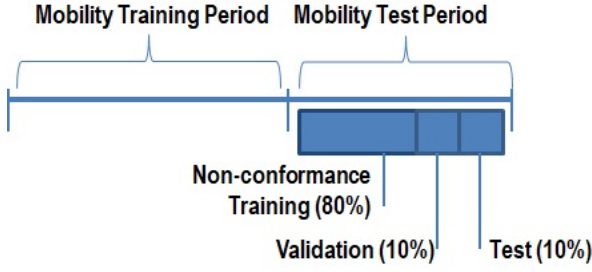 Mobility Training Period Mobility Test Period
Non-conformance
Training (80%)
Validation (10%) Test (10%)